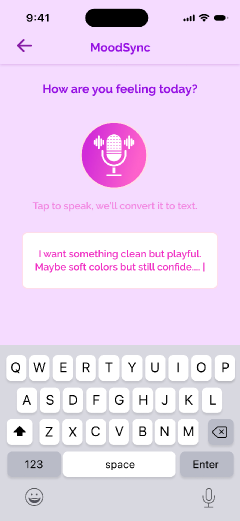 9:41
MoodSync
How are you feeling today?
Tap to speak, we'll convert it to text.
I want something clean but playful.
Maybe soft colors but still confide.... |
Q W E R T Y U I O P
A S D F G H J K L
Z X C V B N M
123 space Enter